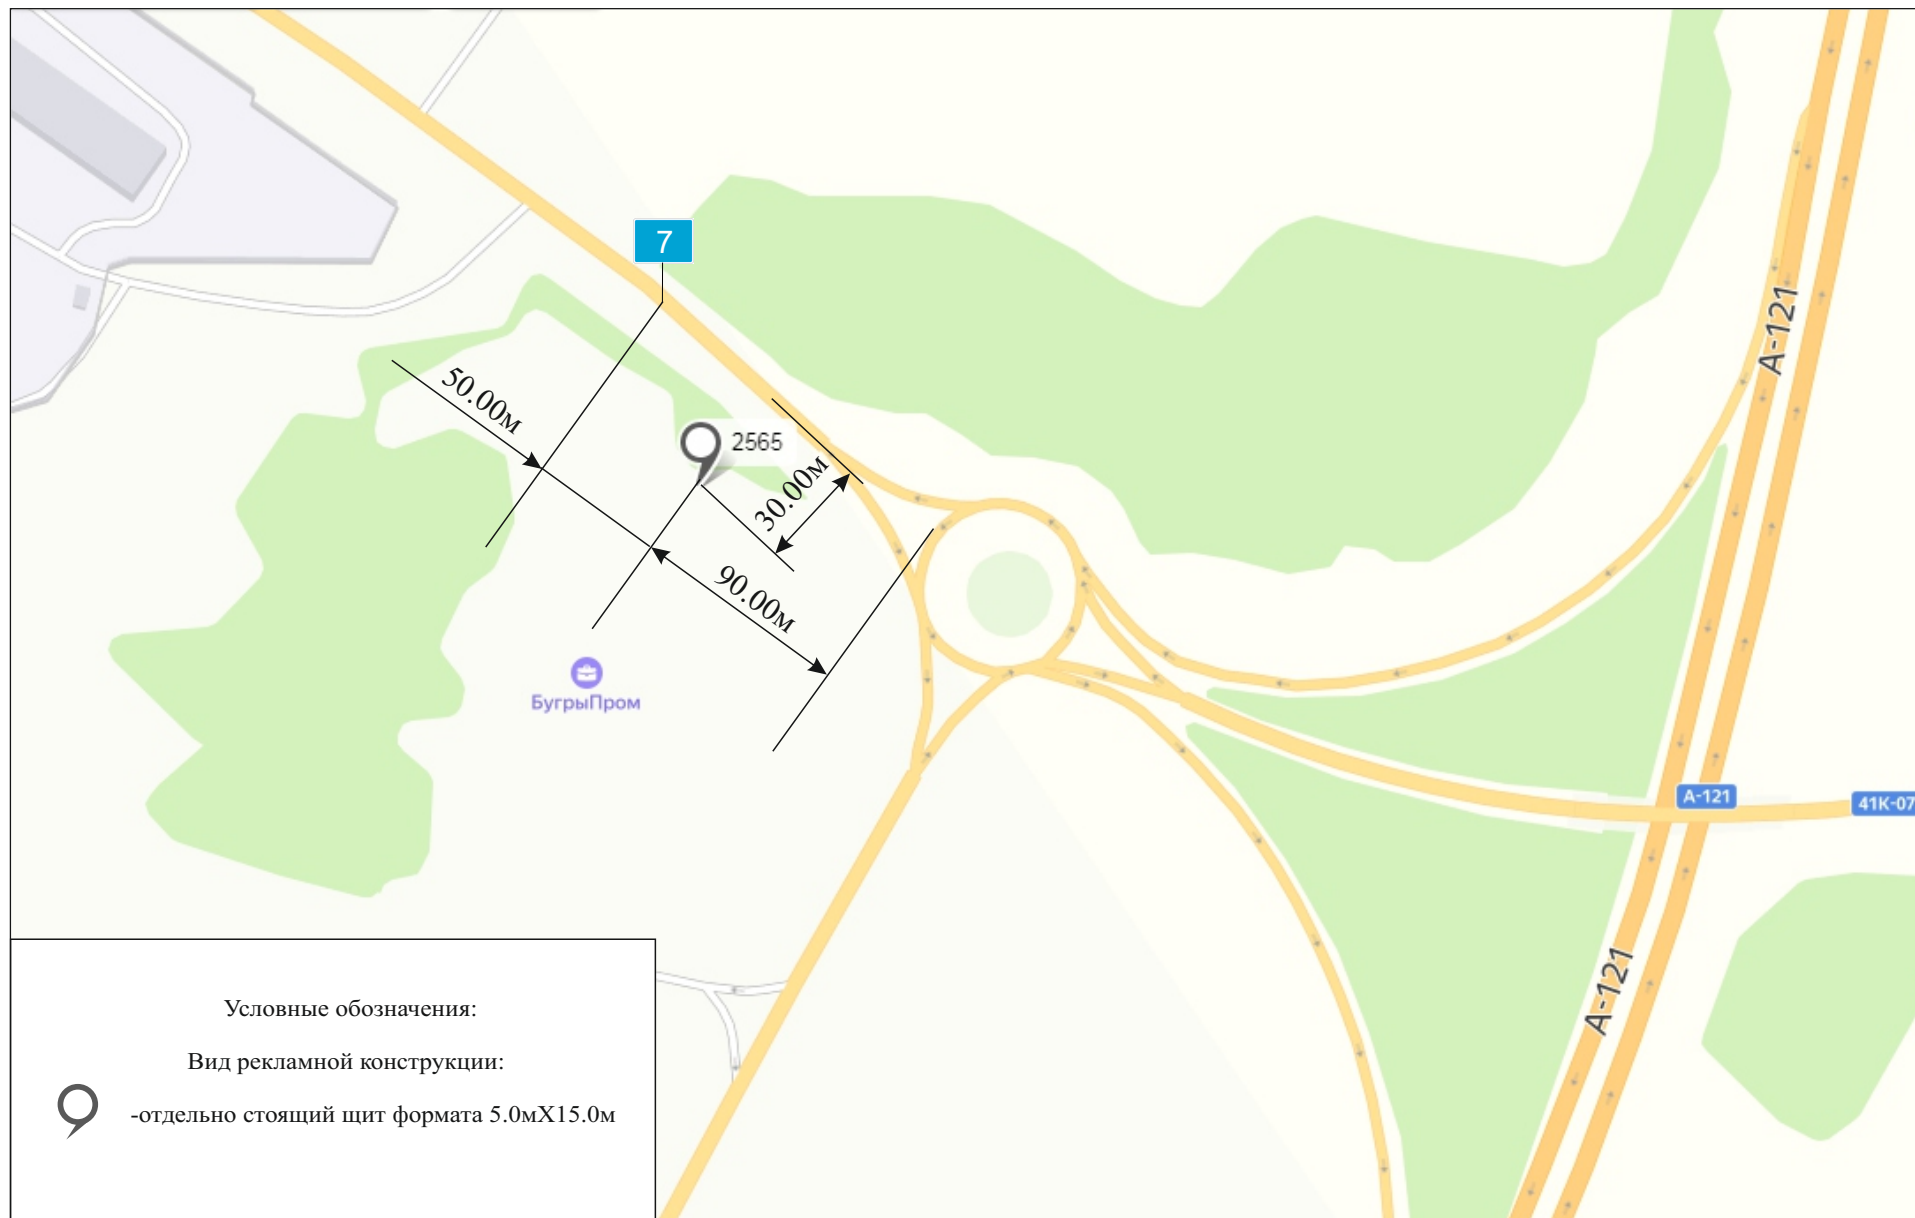 7
А-121
50.00м
2565
30.00м
90.00м
БугрыПром
А-121
41К-07
А-121
Условные обозначения:
Вид рекламной конструкции:
-отдельно стоящий щит формата 5.0мХ15.0м